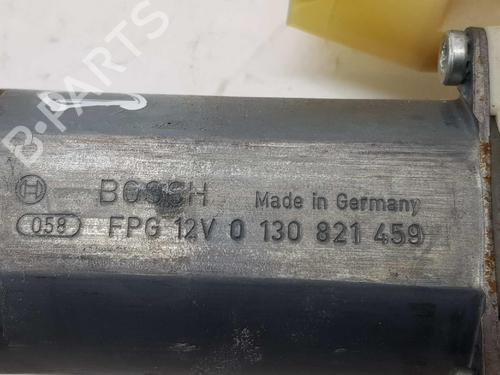 B-PARTS
BOSCH Made in Germany
058 FPG 12V 0 130 821 459